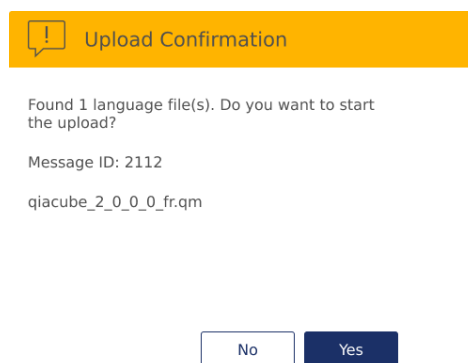 !
Upload Confirmation
Found 1 language file(s). Do you want to start
the upload?
Message ID: 2112
qiacube_2_0_0_0_fr.qm
No
Yes